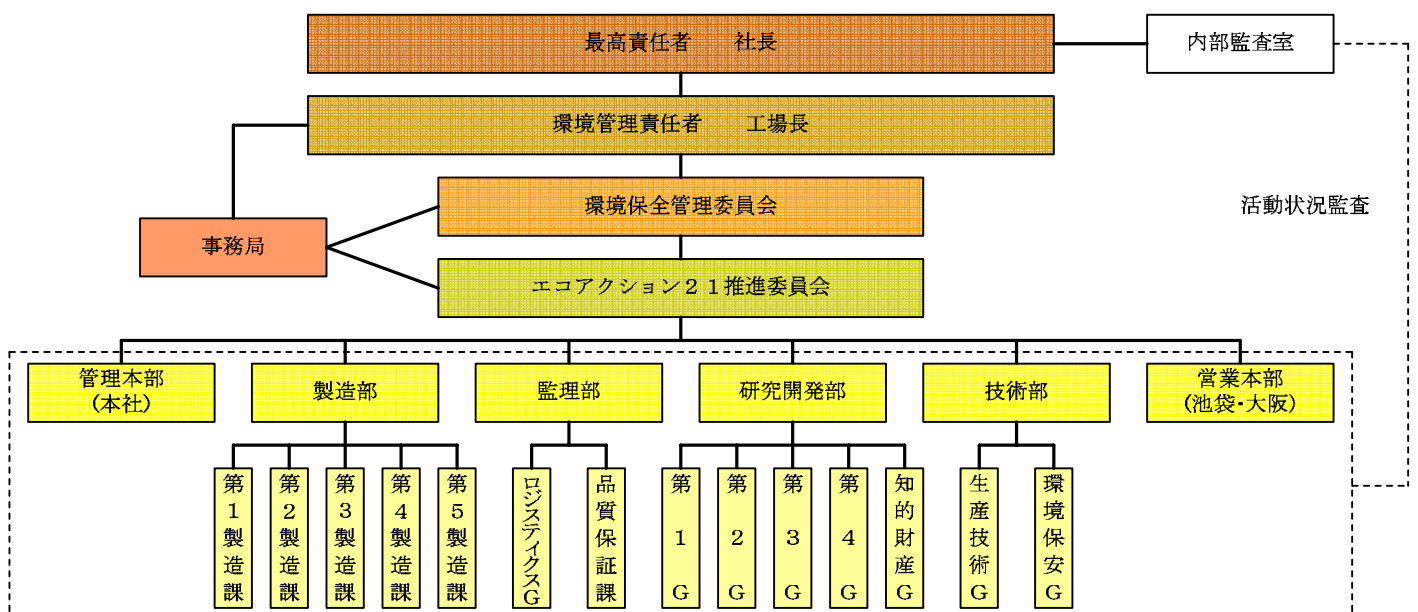 最高責任者　　社長
内部監査室
環境管理責任者　　工場長
環境保全管理委員会
活動状況監査
事務局
エコアクション２１推進委員会
管理本部
(本社)
製造部
監理部
研究開発部
技術部
営業本部
(池袋・大阪)
第１製造課
第２製造課
第３製造課
第４製造課
第５製造課
ロジスティクスG
品質保証課
第１G
第２G
第３G
第４G
知的財産G
生産技術G
環境保安G